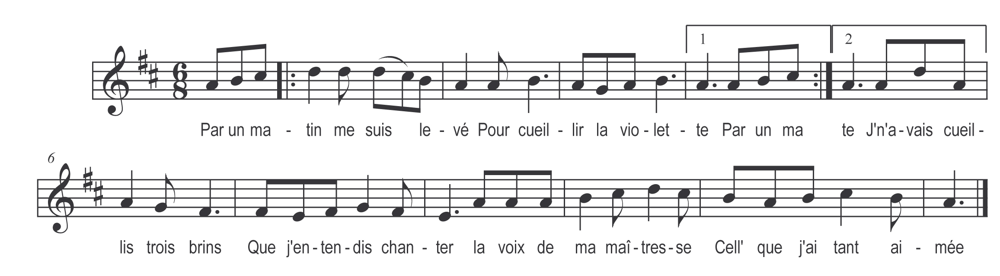 1 2
6
8
Par un ma - tin me suis le - vé Pour cueil - lir la vio - let - te Par un ma te J'n'a - vais cueil -
6
lis trois brins Que j'en - ten - dis chan - ter la voix de ma maî - tres - se Cell' que j'ai tant ai - mée